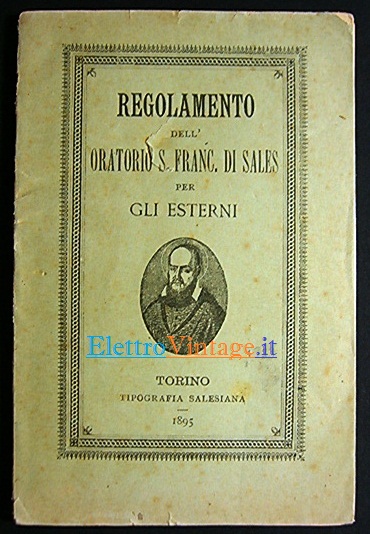 REGOLAMENTO
DELL'
ORATORIO S. FRANC. DI SALES
PER
GLI ESTERNI
ElettroVintage.it
TORINO
TIPOGRAFIA SALESIANA
1895